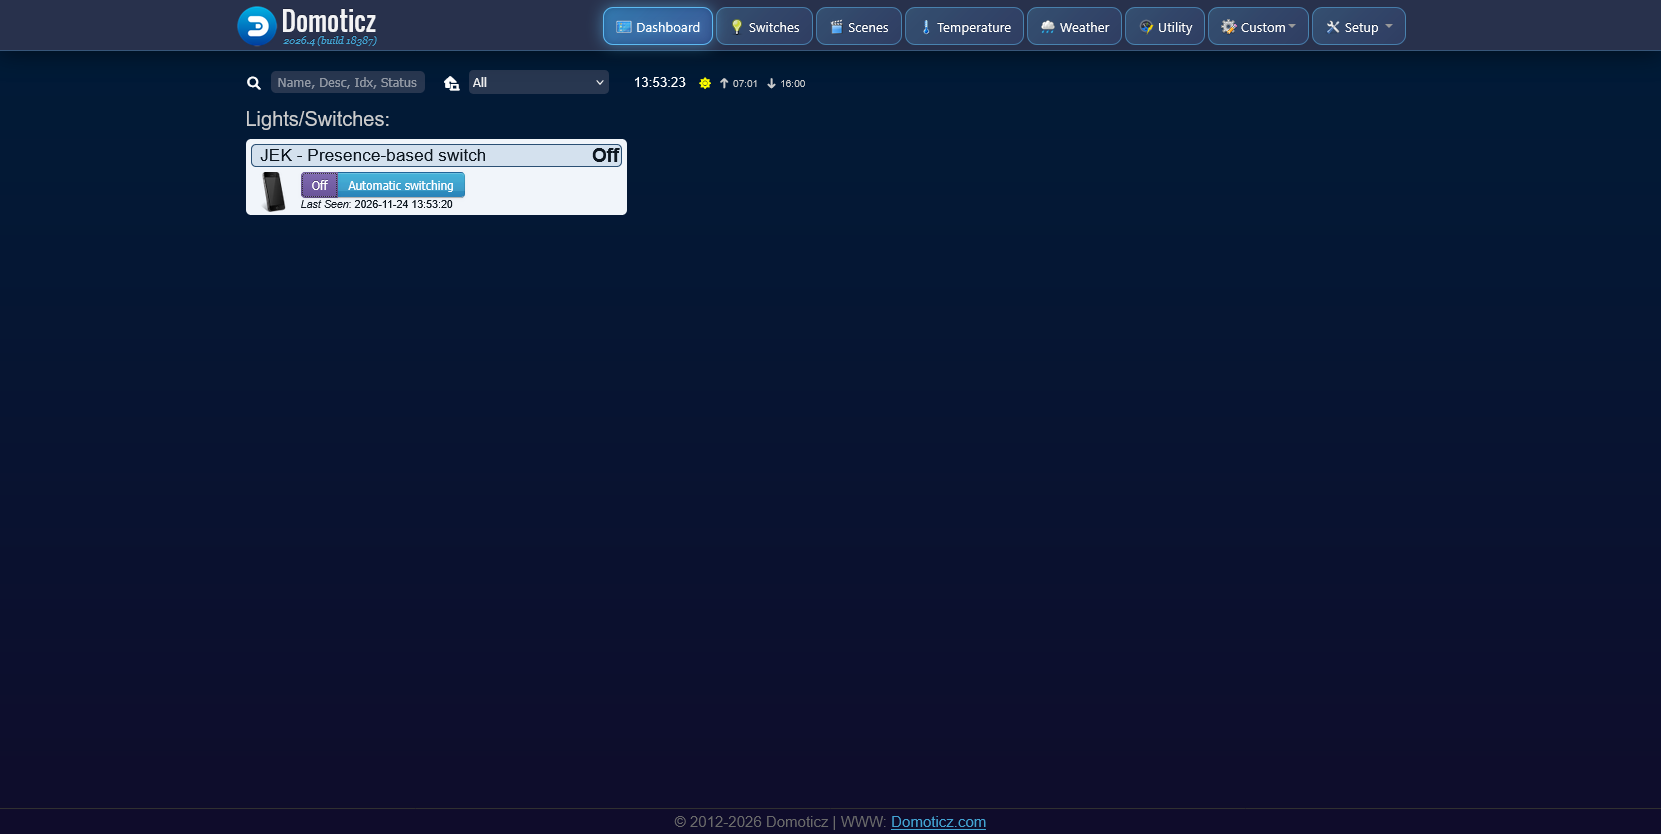 Domoticz
2026.4 (build 18387)
Dashboard
Switches
Scenes
Temperature
Weather
Utility
Custom
Setup
Name, Desc, Idx, Status
All
13:53:23
07:01
16:00
Lights/Switches:
JEK - Presence-based switch
Off
Off
Automatic switching
Last Seen: 2026-11-24 13:53:20
© 2012-2026 Domoticz | WWW: Domoticz.com